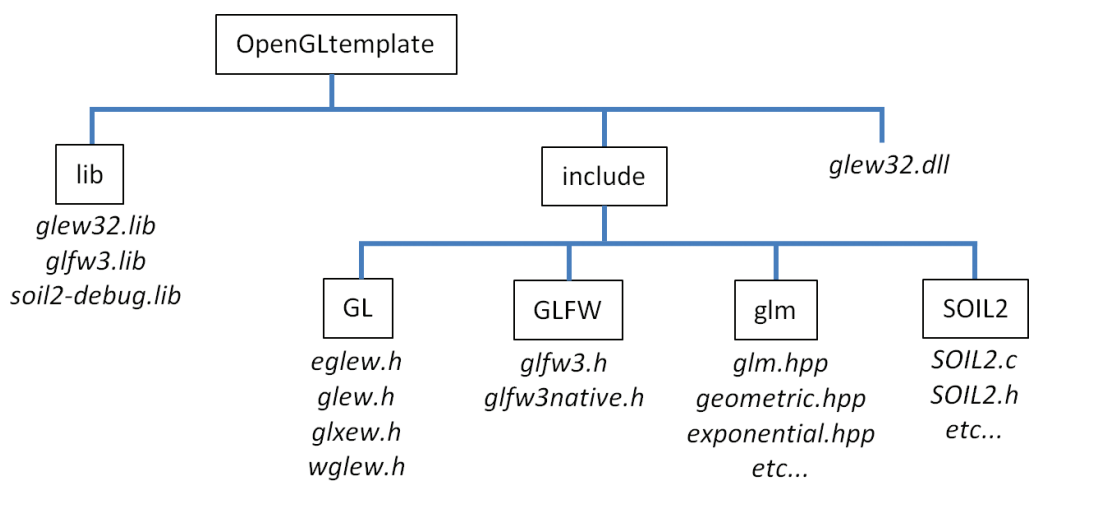 OpenGLtemplate
lib
glew32.lib
glfw3.lib
soil2-debug.lib
include
glew32.dll
GL
eglew.h
glew.h
glxew.h
wglew.h
GLFW
glfw3.h
glfw3native.h
glm
glm.hpp
geometric.hpp
exponential.hpp
etc...
SOIL2
SOIL2.c
SOIL2.h
etc...